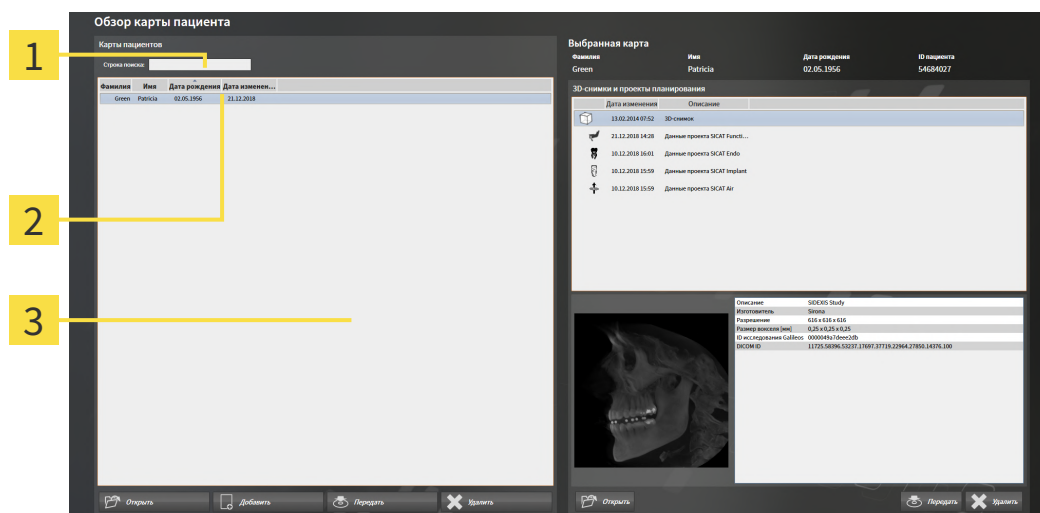 Обзор карты пациента
1
Карты пациентов
Строка поиска:
Фамилия Имя Дата рождения Дата изменен...
Green Patricia 02.05.1956 21.12.2018
2
3
Открыть Добавить Передать Удалить
Выбранная карта
Фамилия Имя Дата рождения ID пациента
Green Patricia 02.05.1956 54684027
3D-снимки и проекты планирования
Дата изменения Описание
13.02.2014 07:52 3D-снимок
21.12.2018 14:28 Данные проекта SICAT Functi...
10.12.2018 16:01 Данные проекта SICAT Endo
10.12.2018 15:59 Данные проекта SICAT Implant
10.12.2018 15:59 Данные проекта SICAT Air
Описание SIDEXIS Study
Изготовитель Sirona
Разрешение 616 x 616 x 616
Размер вокселя [мм] 0,25 x 0,25 x 0,25
ID исследования Galileos 0000049a7deee2db
DICOM ID 11725.58396.53237.17697.37719.22964.27850.14376.100
Открыть Передать Удалить